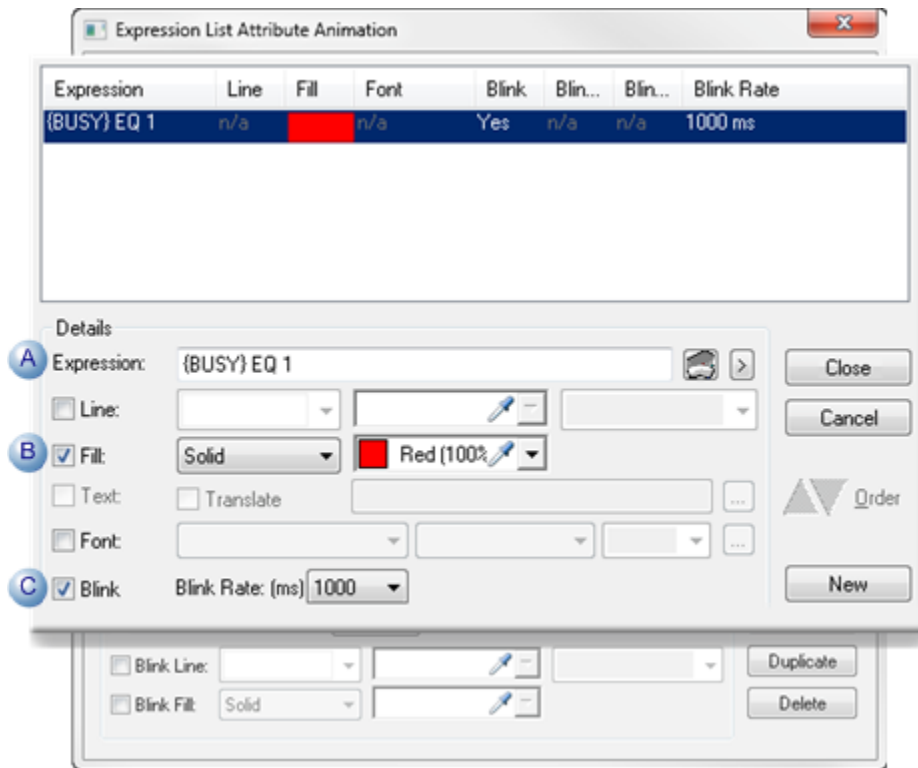 Expression List Attribute Animation
Expression Line Fill Font Blink Blin... Blin... Blink Rate
{BUSY} EQ 1 n/a n/a Yes n/a n/a 1000 ms
Details
A Expression: {BUSY} EQ 1 >
Close
Line:
Cancel
B Fill: Solid Red (100%
Text: Translate ...
Order
Font: ...
C Blink Blink Rate: (ms) 1000
New
Blink Line:
Duplicate
Blink Fill: Solid
Delete